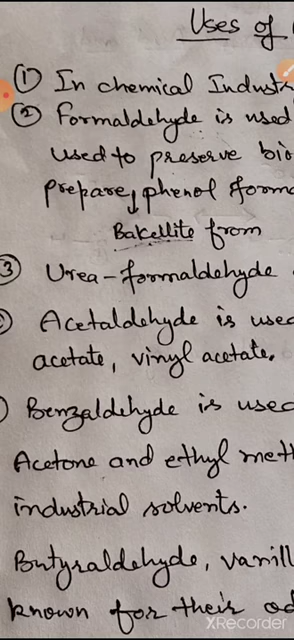 Uses of
① In chemical Indust
② Formaldehyde is used
used to preserve bio
prepare phenol forma
Bakellite from
③ Urea-formaldehyde
Acetaldehyde is used
acetate, vinyl acetate.
Benzaldehyde is used
Acetone and ethyl meth
industrial solvents.
Butyraldehyde, vanill
known for their od
XRecorder